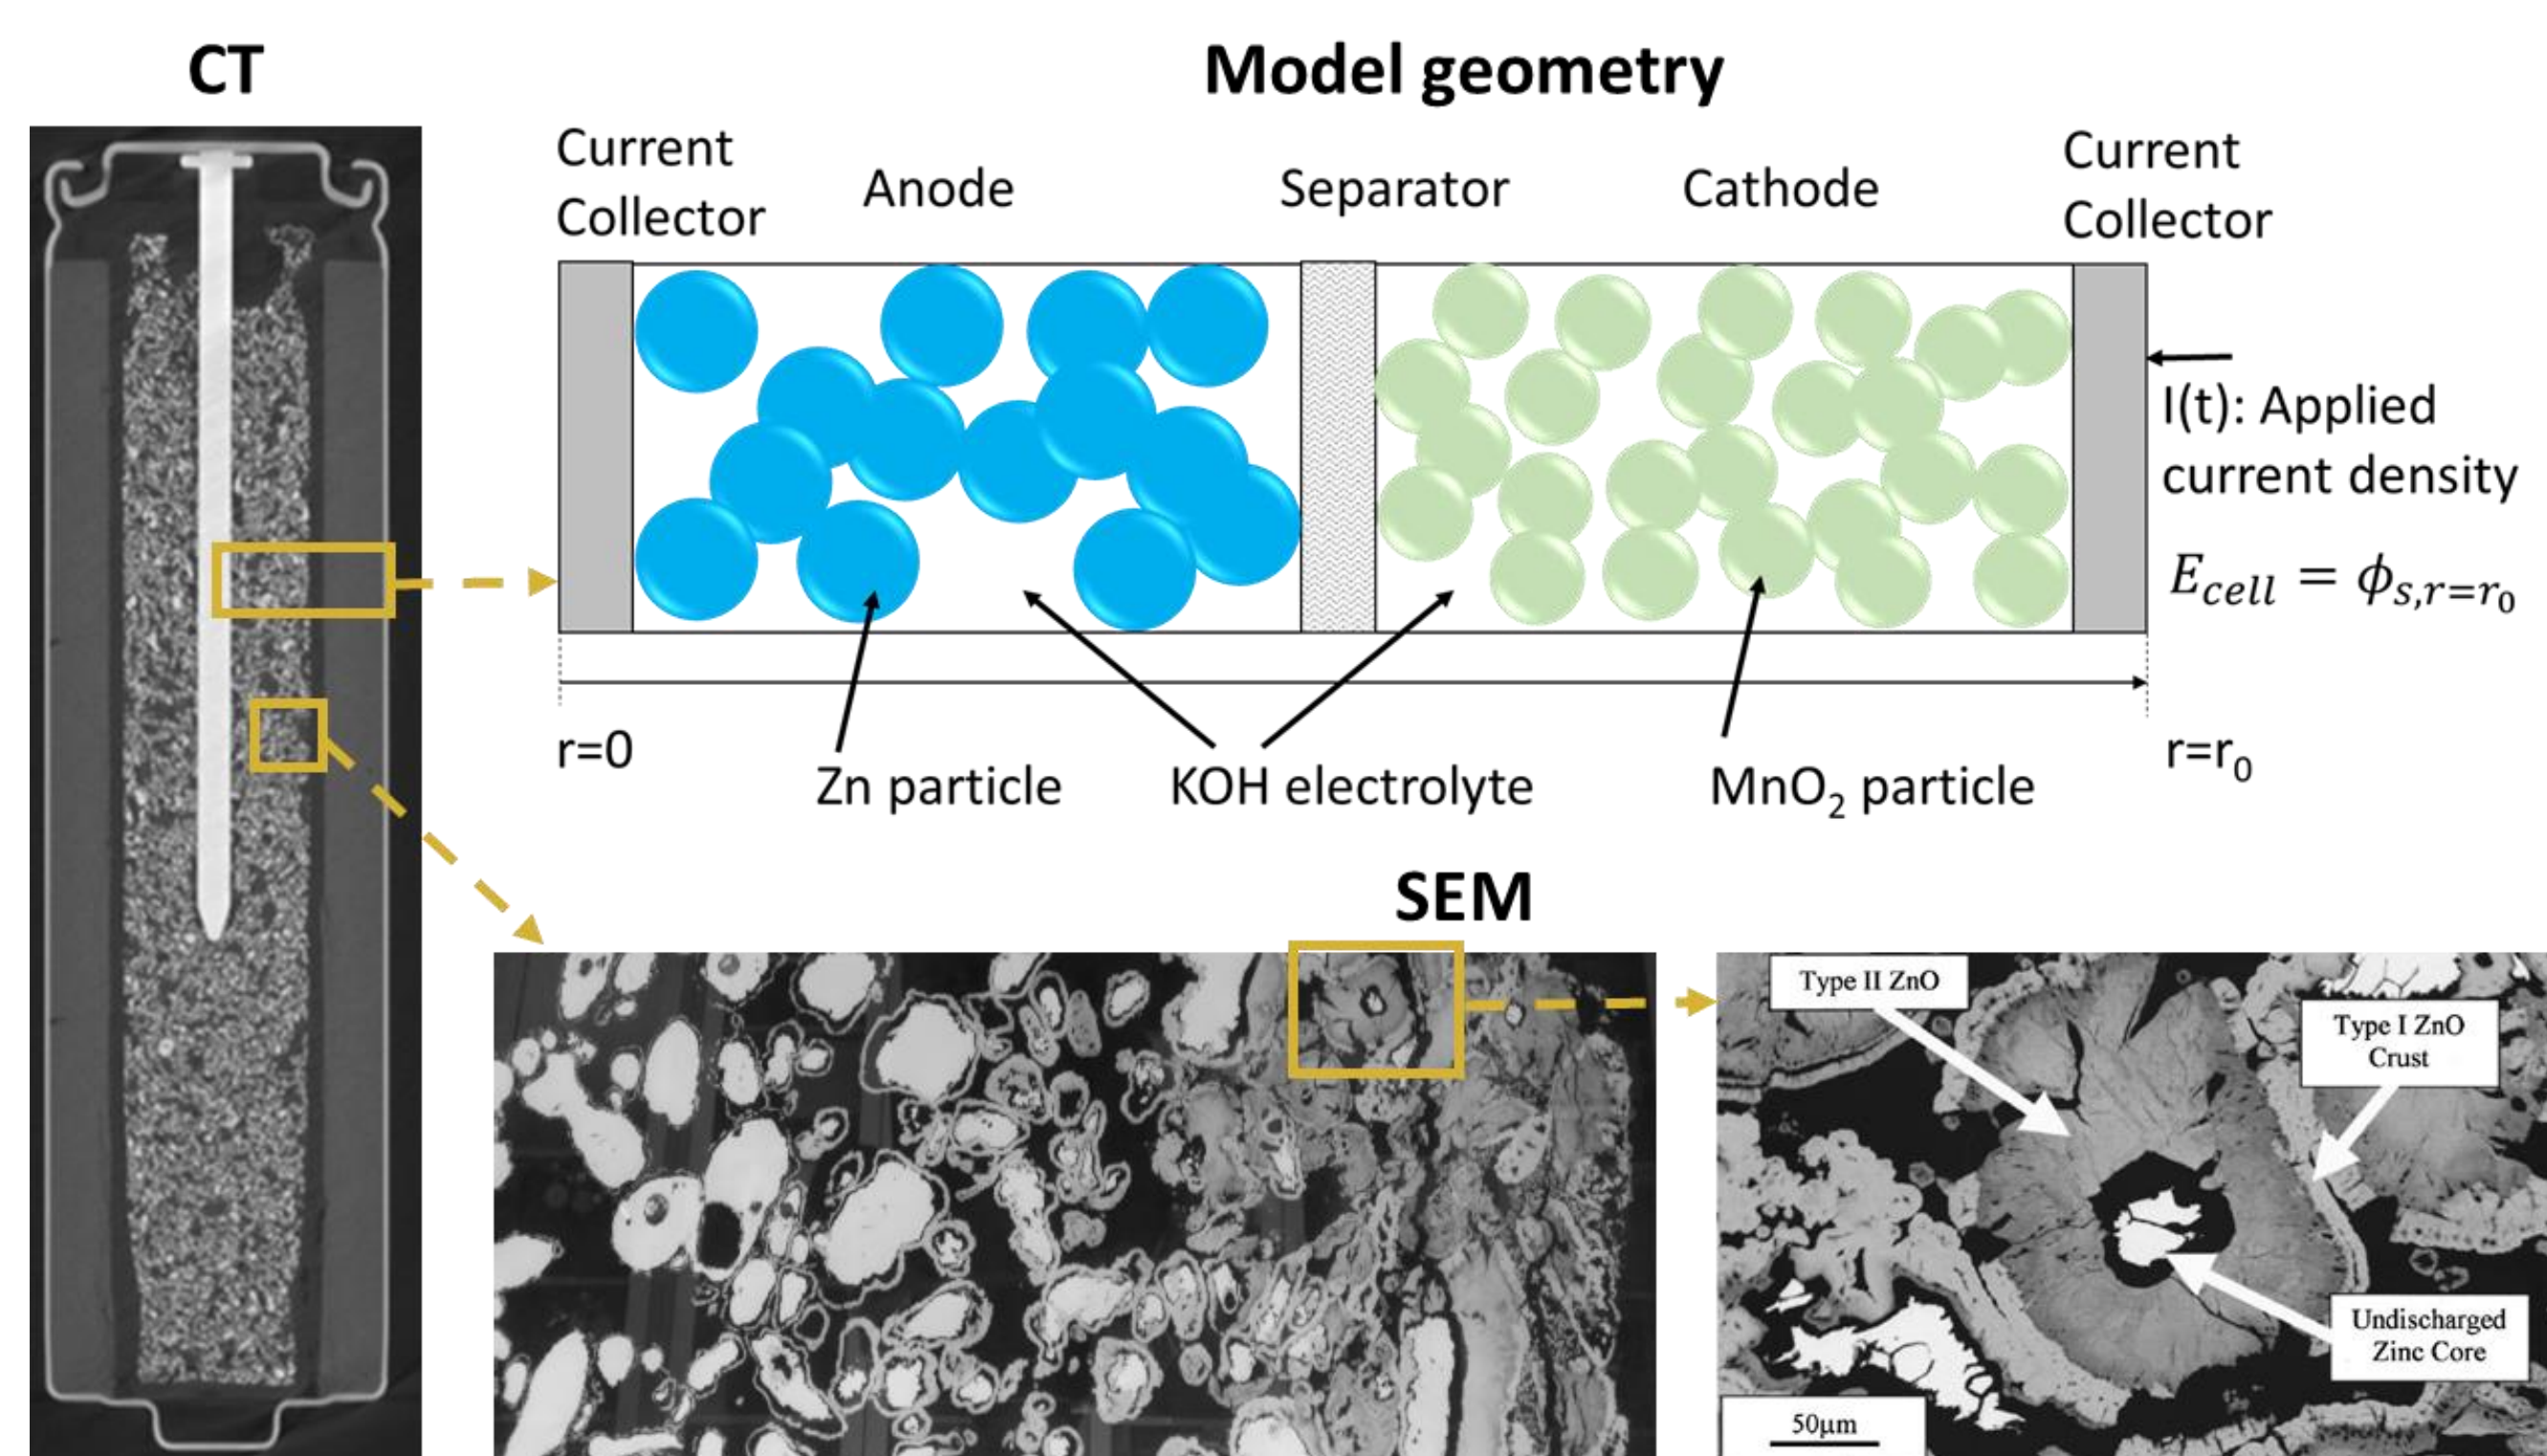 CT
Model geometry
Current
Collector
Anode
Separator
Cathode
Current
Collector
I(t): Applied
current density
E_cell = ϕ_s,r=r₀
r=0
r=r₀
Zn particle
KOH electrolyte
MnO₂ particle
SEM
Type II ZnO
Type I ZnO
Crust
Undischarged
Zinc Core
50μm